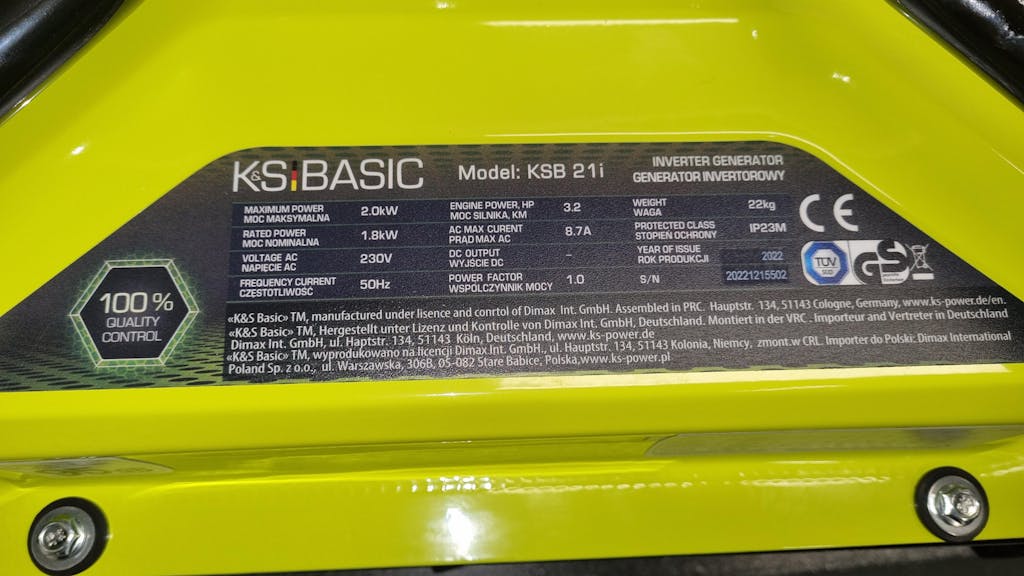 K&S BASIC
Model: KSB 21i
INVERTER GENERATOR
GENERATOR INVERTOROWY
MAXIMUM POWER
MOC MAKSYMALNA
2.0kW
RATED POWER
MOC NOMINALNA
1.8kW
VOLTAGE AC
NAPIECIE AC
230V
FREQUENCY CURRENT
CZĘSTOTLIWOŚĆ
50Hz
ENGINE POWER, HP
MOC SILNIKA, KM
3.2
AC MAX CURENT
PRAD MAX AC
8.7A
DC OUTPUT
WYJŚCIE DC
-
POWER FACTOR
WSPÓLCZYNNIK MOCY
1.0
WEIGHT
WAGA
22kg
PROTECTED CLASS
STOPIEN OCHRONY
IP23M
YEAR OF ISSUE
ROK PRODUKCJI
2022
S/N
20221215502
CE
TÜV
SÜD
GS
100%
QUALITY
CONTROL
«K&S Basic» TM, manufactured under lisence and conrtol of Dimax Int. GmbH. Assembled in PRC. Hauptstr. 134, 51143 Cologne, Germany, www.ks-power.de/en.
«K&S Basic» TM, Hergestellt unter Lizenz und Kontrolle von Dimax Int. GmbH, Deutschland. Montiert in der VRC . Importeur und Vertreter in Deutschland
Dimax Int. GmbH, ul. Haptstr. 134, 51143 Köln, Deutschland, www.ks-power.de
«K&S Basic» TM, wyprodukowano na licencji Dimax Int. GmbH., ul. Hauptstr. 134, 51143 Kolonia, Niemcy, zmont.w CRL. Importer do Polski: Dimax International
Poland Sp. z o.o., ul. Warszawska, 306B, 05-082 Stare Babice, Polska, www.ks-power.pl